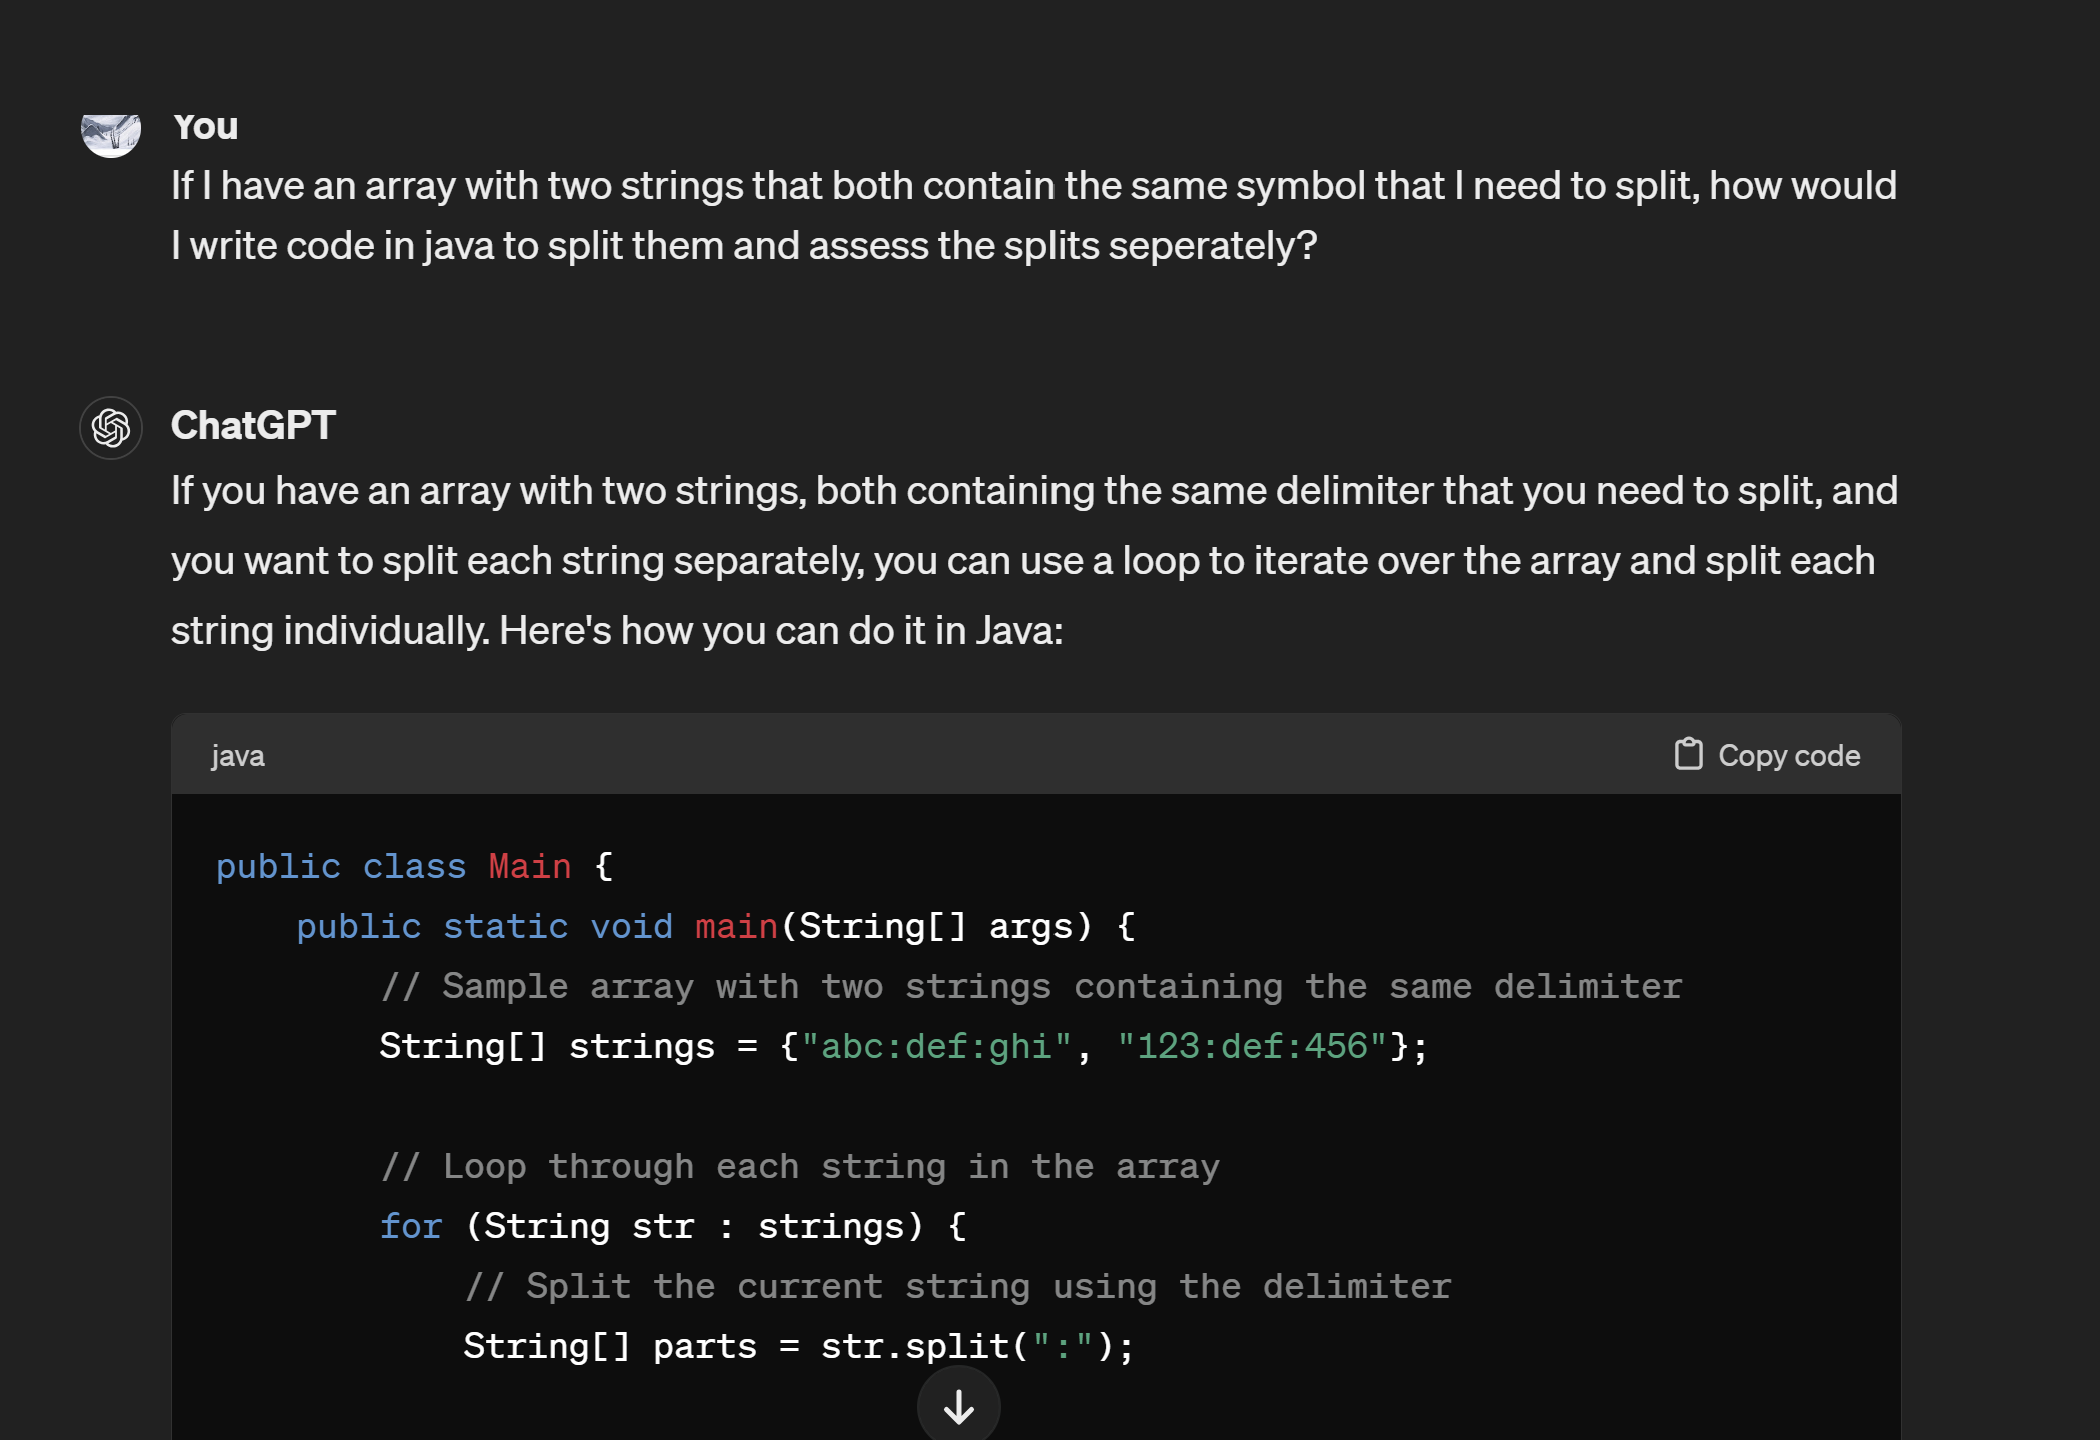 You
If I have an array with two strings that both contain the same symbol that I need to split, how would
I write code in java to split them and assess the splits seperately?
ChatGPT
If you have an array with two strings, both containing the same delimiter that you need to split, and
you want to split each string separately, you can use a loop to iterate over the array and split each
string individually. Here's how you can do it in Java:
java Copy code
public class Main {
    public static void main(String[] args) {
        // Sample array with two strings containing the same delimiter
        String[] strings = {"abc:def:ghi", "123:def:456"};
        // Loop through each string in the array
        for (String str : strings) {
            // Split the current string using the delimiter
            String[] parts = str.split(":");